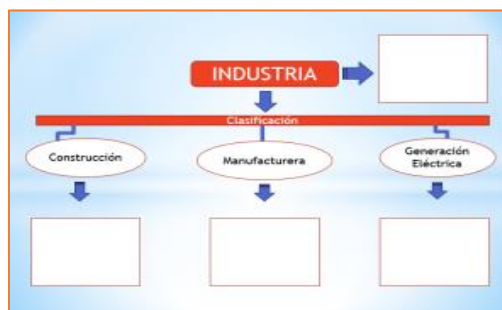 INDUSTRIA
Clasificación
Construcción
Manufacturera
Generación
Eléctrica